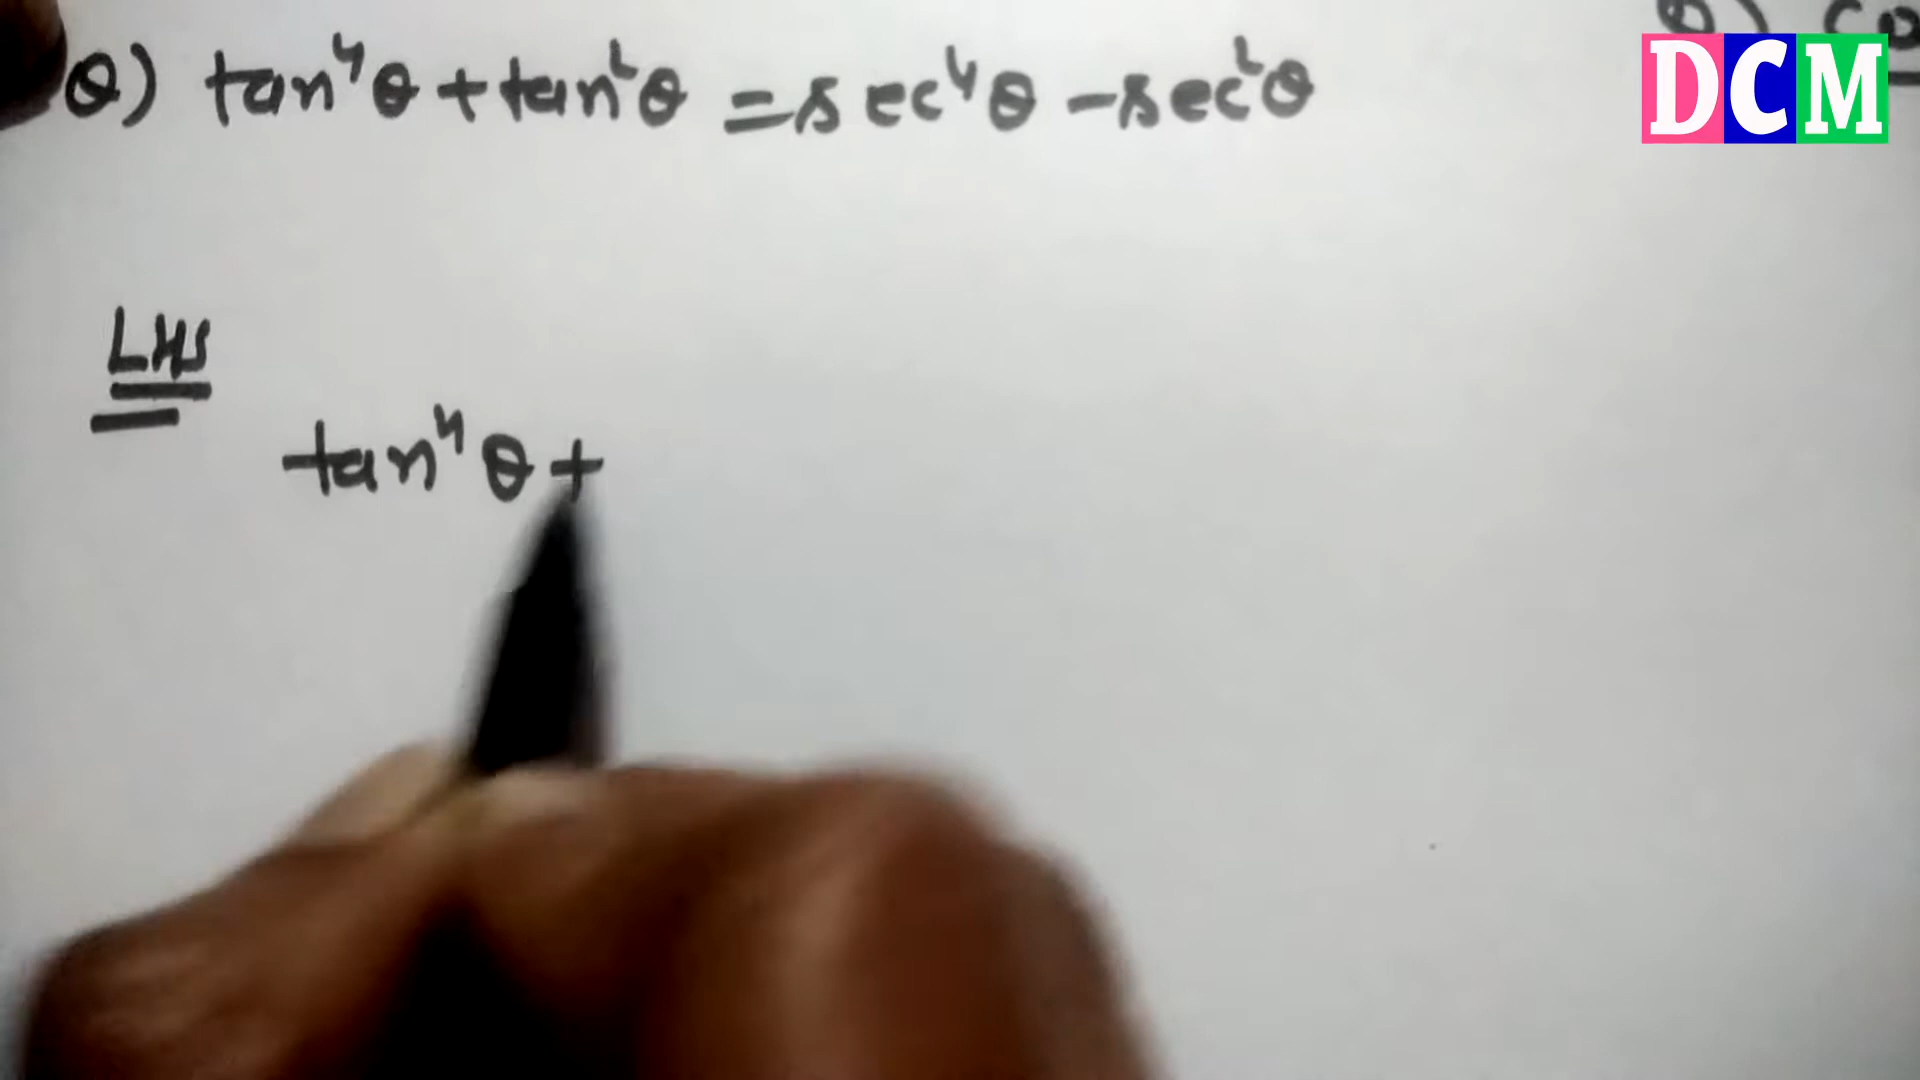 Q) tan⁴θ + tan²θ = sec⁴θ - sec²θ
DCM
LHS
tan⁴θ +